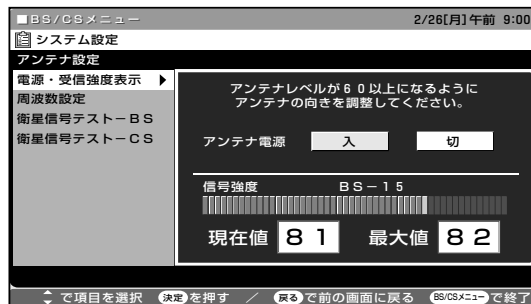 ■BS/CSメニュー 2/26[月]午前 9:00
システム設定
アンテナ設定
電源・受信強度表示 ▶
周波数設定
衛星信号テスト－ＢＳ
衛星信号テスト－ＣＳ
アンテナレベルが６０以上になるように
アンテナの向きを調整してください。
アンテナ電源 入 切
信号強度 ＢＳ－１５
現在値 ８１ 最大値 ８２
で項目を選択 決定を押す ／ 戻るで前の画面に戻る BS/CSメニューで終了